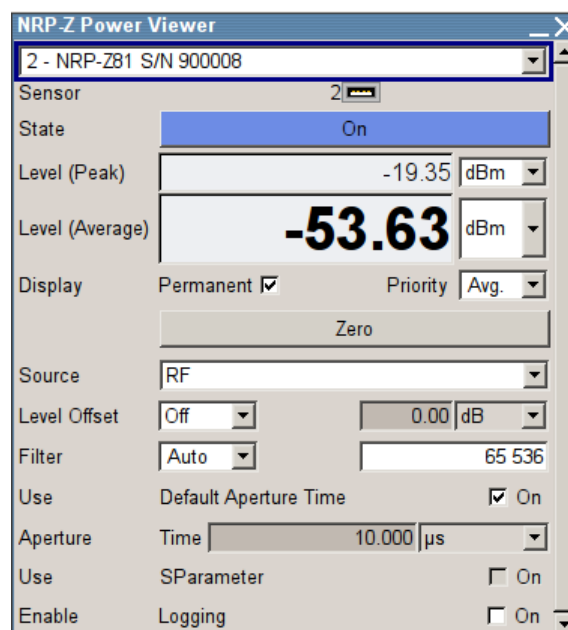 NRP-Z Power Viewer
2 - NRP-Z81 S/N 900008
Sensor 2
State On
Level (Peak) -19.35 dBm
Level (Average) -53.63 dBm
Display Permanent Priority Avg.
Zero
Source RF
Level Offset Off 0.00 dB
Filter Auto 65 536
Use Default Aperture Time On
Aperture Time 10.000 µs
Use SParameter On
Enable Logging On